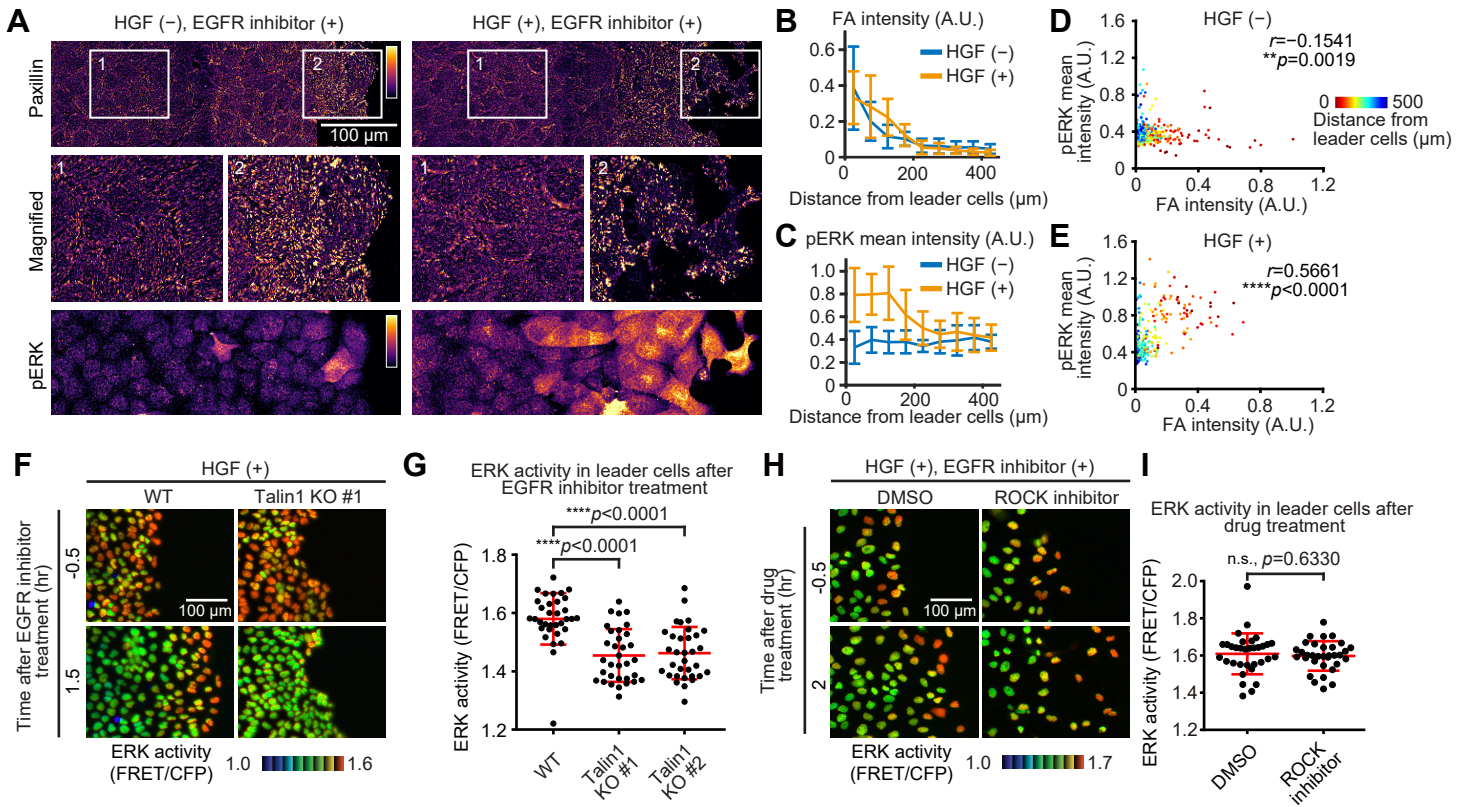 A
HGF (−), EGFR inhibitor (+)
HGF (+), EGFR inhibitor (+)
Paxillin
1
2
100 µm
1
2
Magnified
1
2
1
2
pERK
B
FA intensity (A.U.)
HGF (−)
HGF (+)
0.6
0.4
0.2
0
0
200
400
Distance from leader cells (µm)
C
pERK mean intensity (A.U.)
HGF (−)
HGF (+)
1.0
0.8
0.6
0.4
0.2
0
0
200
400
Distance from leader cells (µm)
D
HGF (−)
r=−0.1541
**p=0.0019
0
500
Distance from
leader cells (µm)
pERK mean
intensity (A.U.)
1.6
1.2
0.8
0.4
0
0
0.4
0.8
1.2
FA intensity (A.U.)
E
HGF (+)
r=0.5661
****p<0.0001
pERK mean
intensity (A.U.)
1.6
1.2
0.8
0.4
0
0
0.4
0.8
1.2
FA intensity (A.U.)
F
HGF (+)
WT
Talin1 KO #1
Time after EGFR inhibitor
treatment (hr)
-0.5
1.5
100 µm
ERK activity
(FRET/CFP)
1.0
1.6
G
ERK activity in leader cells after
EGFR inhibitor treatment
****p<0.0001
****p<0.0001
ERK activity (FRET/CFP)
1.8
1.6
1.4
1.2
WT
Talin1
KO #1
Talin1
KO #2
H
HGF (+), EGFR inhibitor (+)
DMSO
ROCK inhibitor
Time after drug
treatment (hr)
-0.5
2
100 µm
ERK activity
(FRET/CFP)
1.0
1.7
I
ERK activity in leader cells after
drug treatment
n.s., p=0.6330
ERK activity (FRET/CFP)
2.0
1.8
1.6
1.4
1.2
DMSO
ROCK
inhibitor